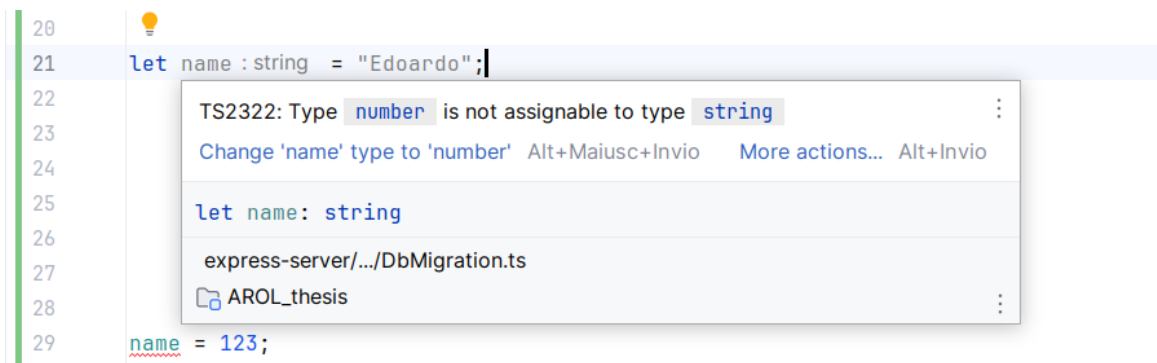 20
21 let name : string = "Edoardo";
22
TS2322: Type number is not assignable to type string
23
Change 'name' type to 'number' Alt+Maiusc+Invio More actions... Alt+Invio
24
25
let name: string
26
express-server/.../DbMigration.ts
27
AROL_thesis
28
29 name = 123;